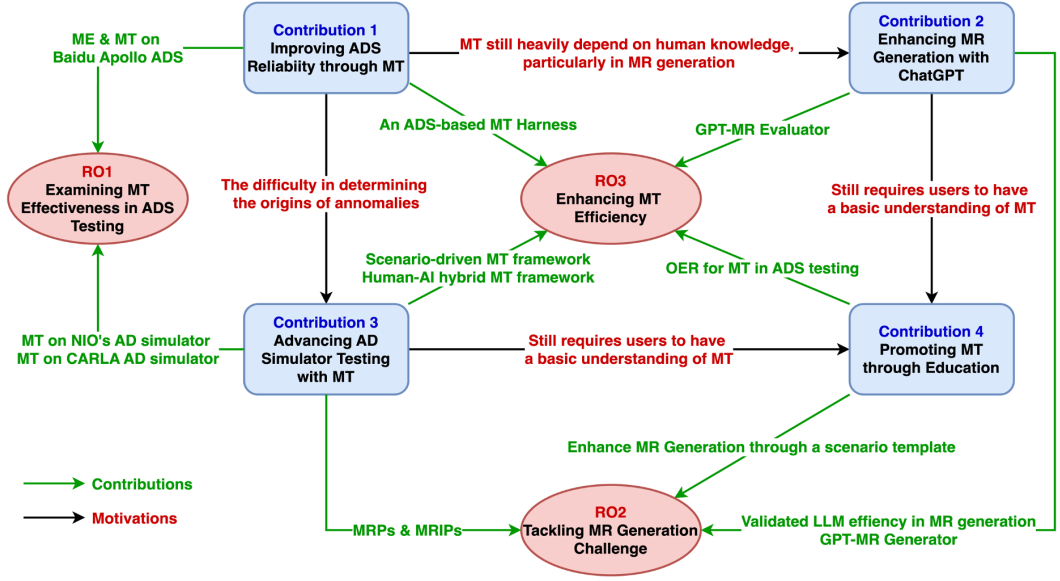 Contribution 1
Improving ADS
Reliabiity through MT
Contribution 2
Enhancing MR
Generation with
ChatGPT
ME & MT on
Baidu Apollo ADS
MT still heavily depend on human knowledge,
particularly in MR generation
An ADS-based MT Harness
GPT-MR Evaluator
RO1
Examining MT
Effectiveness in ADS
Testing
The difficulty in determining
the origins of annomalies
RO3
Enhancing MT
Efficiency
Still requires users to have
a basic understanding of MT
Scenario-driven MT framework
Human-AI hybrid MT framework
OER for MT in ADS testing
MT on NIO's AD simulator
MT on CARLA AD simulator
Contribution 3
Advancing AD
Simulator Testing
with MT
Still requires users to have
a basic understanding of MT
Contribution 4
Promoting MT
through Education
Enhance MR Generation through a scenario template
Contributions
Motivations
MRPs & MRIPs
RO2
Tackling MR Generation
Challenge
Validated LLM effiency in MR generation
GPT-MR Generator